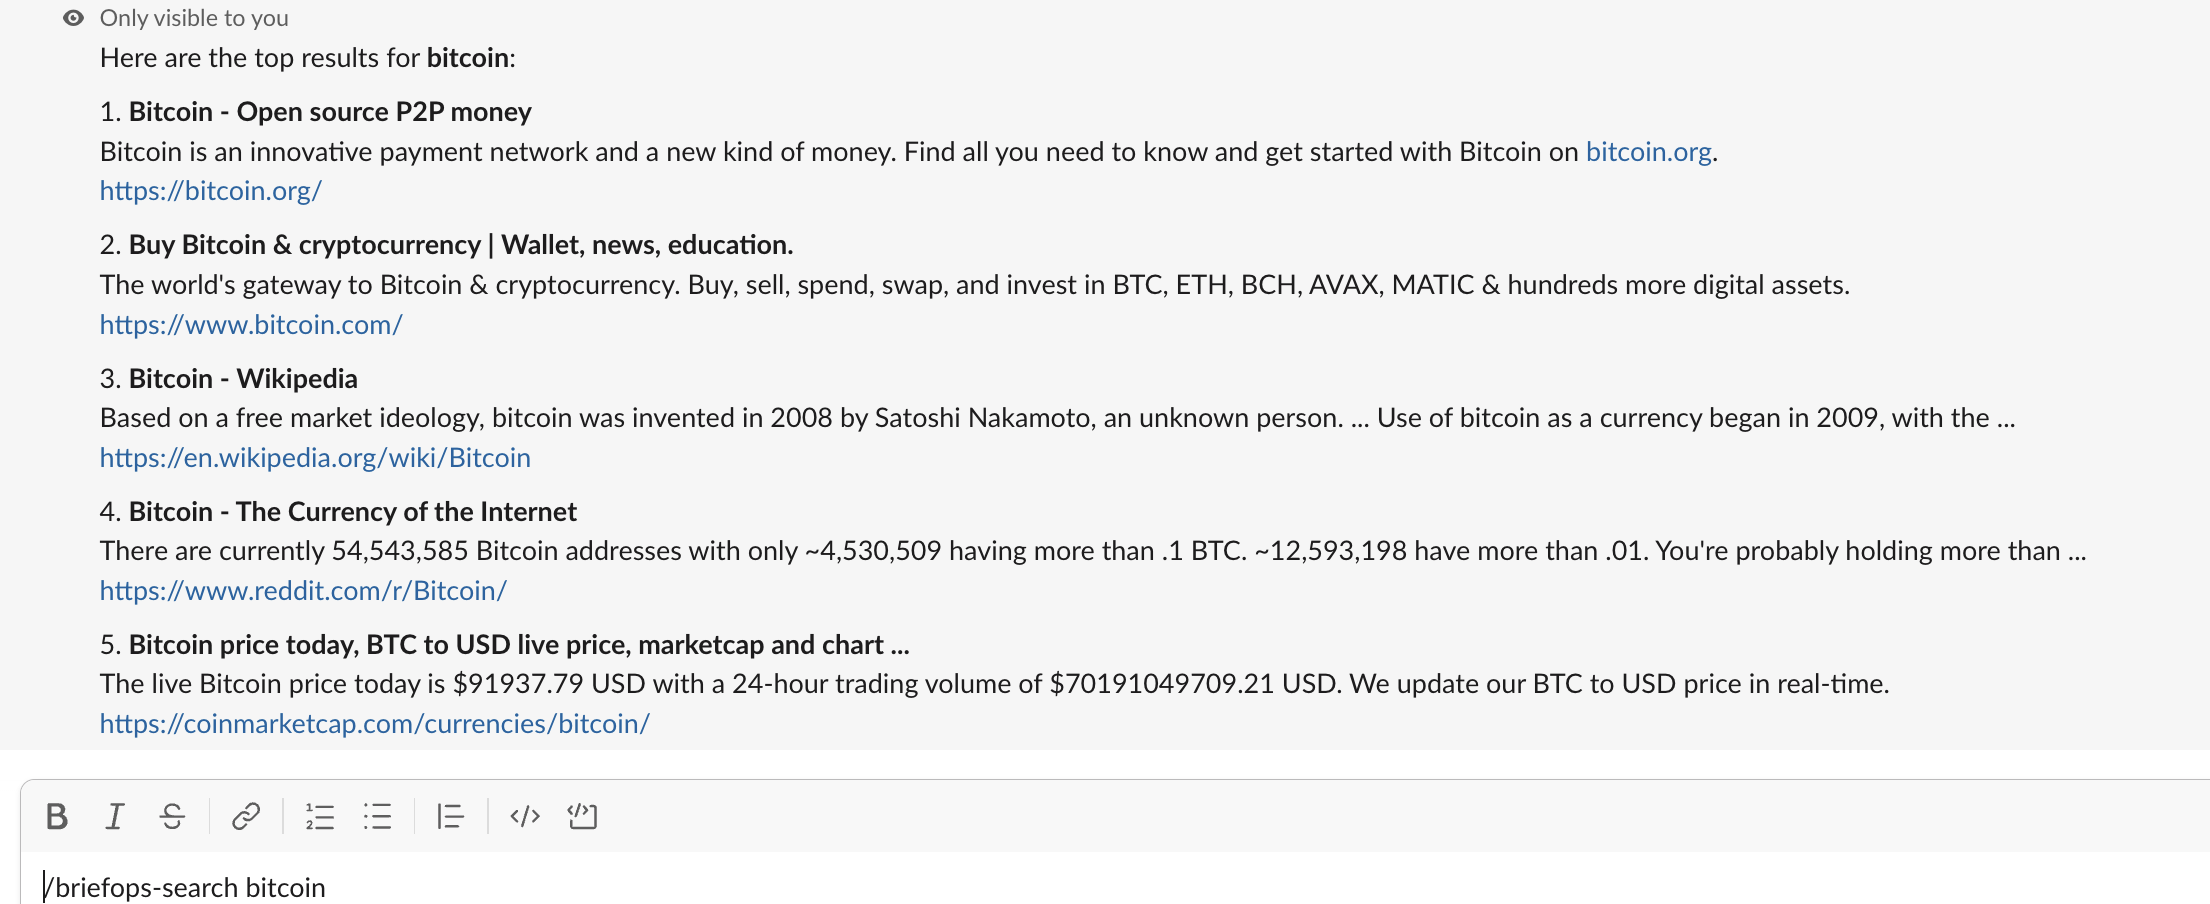 Only visible to you
Here are the top results for bitcoin:
1. Bitcoin - Open source P2P money
Bitcoin is an innovative payment network and a new kind of money. Find all you need to know and get started with Bitcoin on bitcoin.org.
https://bitcoin.org/
2. Buy Bitcoin & cryptocurrency | Wallet, news, education.
The world's gateway to Bitcoin & cryptocurrency. Buy, sell, spend, swap, and invest in BTC, ETH, BCH, AVAX, MATIC & hundreds more digital assets.
https://www.bitcoin.com/
3. Bitcoin - Wikipedia
Based on a free market ideology, bitcoin was invented in 2008 by Satoshi Nakamoto, an unknown person. ... Use of bitcoin as a currency began in 2009, with the ...
https://en.wikipedia.org/wiki/Bitcoin
4. Bitcoin - The Currency of the Internet
There are currently 54,543,585 Bitcoin addresses with only ~4,530,509 having more than .1 BTC. ~12,593,198 have more than .01. You're probably holding more than ...
https://www.reddit.com/r/Bitcoin/
5. Bitcoin price today, BTC to USD live price, marketcap and chart ...
The live Bitcoin price today is $91937.79 USD with a 24-hour trading volume of $70191049709.21 USD. We update our BTC to USD price in real-time.
https://coinmarketcap.com/currencies/bitcoin/
/briefops-search bitcoin